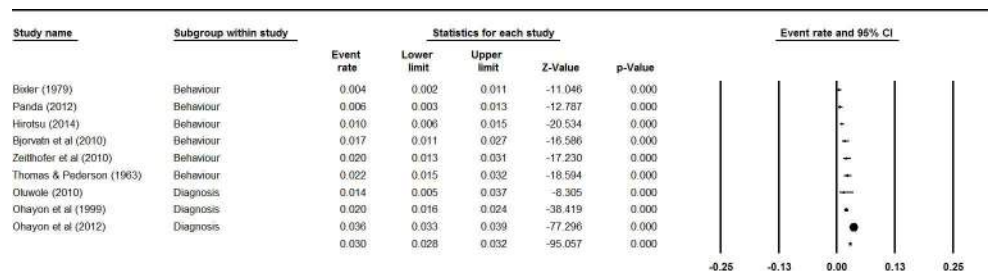 Study name Subgroup within study Statistics for each study Event rate and 95% CI
Event rate Lower limit Upper limit Z-Value p-Value
Bixler (1979) Behaviour 0.004 0.002 0.011 -11.046 0.000
Panda (2012) Behaviour 0.006 0.003 0.013 -12.787 0.000
Hirotsu (2014) Behaviour 0.010 0.006 0.015 -20.534 0.000
Bjorvatn et al (2010) Behaviour 0.017 0.011 0.027 -16.586 0.000
Zeitlhofer et al (2010) Behaviour 0.020 0.013 0.031 -17.230 0.000
Thomas & Pederson (1963) Behaviour 0.022 0.015 0.032 -18.594 0.000
Oluwole (2010) Diagnosis 0.014 0.005 0.037 -8.305 0.000
Ohayon et al (1999) Diagnosis 0.020 0.016 0.024 -38.419 0.000
Ohayon et al (2012) Diagnosis 0.036 0.033 0.039 -77.296 0.000
0.030 0.028 0.032 -95.057 0.000
-0.25 -0.13 0.00 0.13 0.25